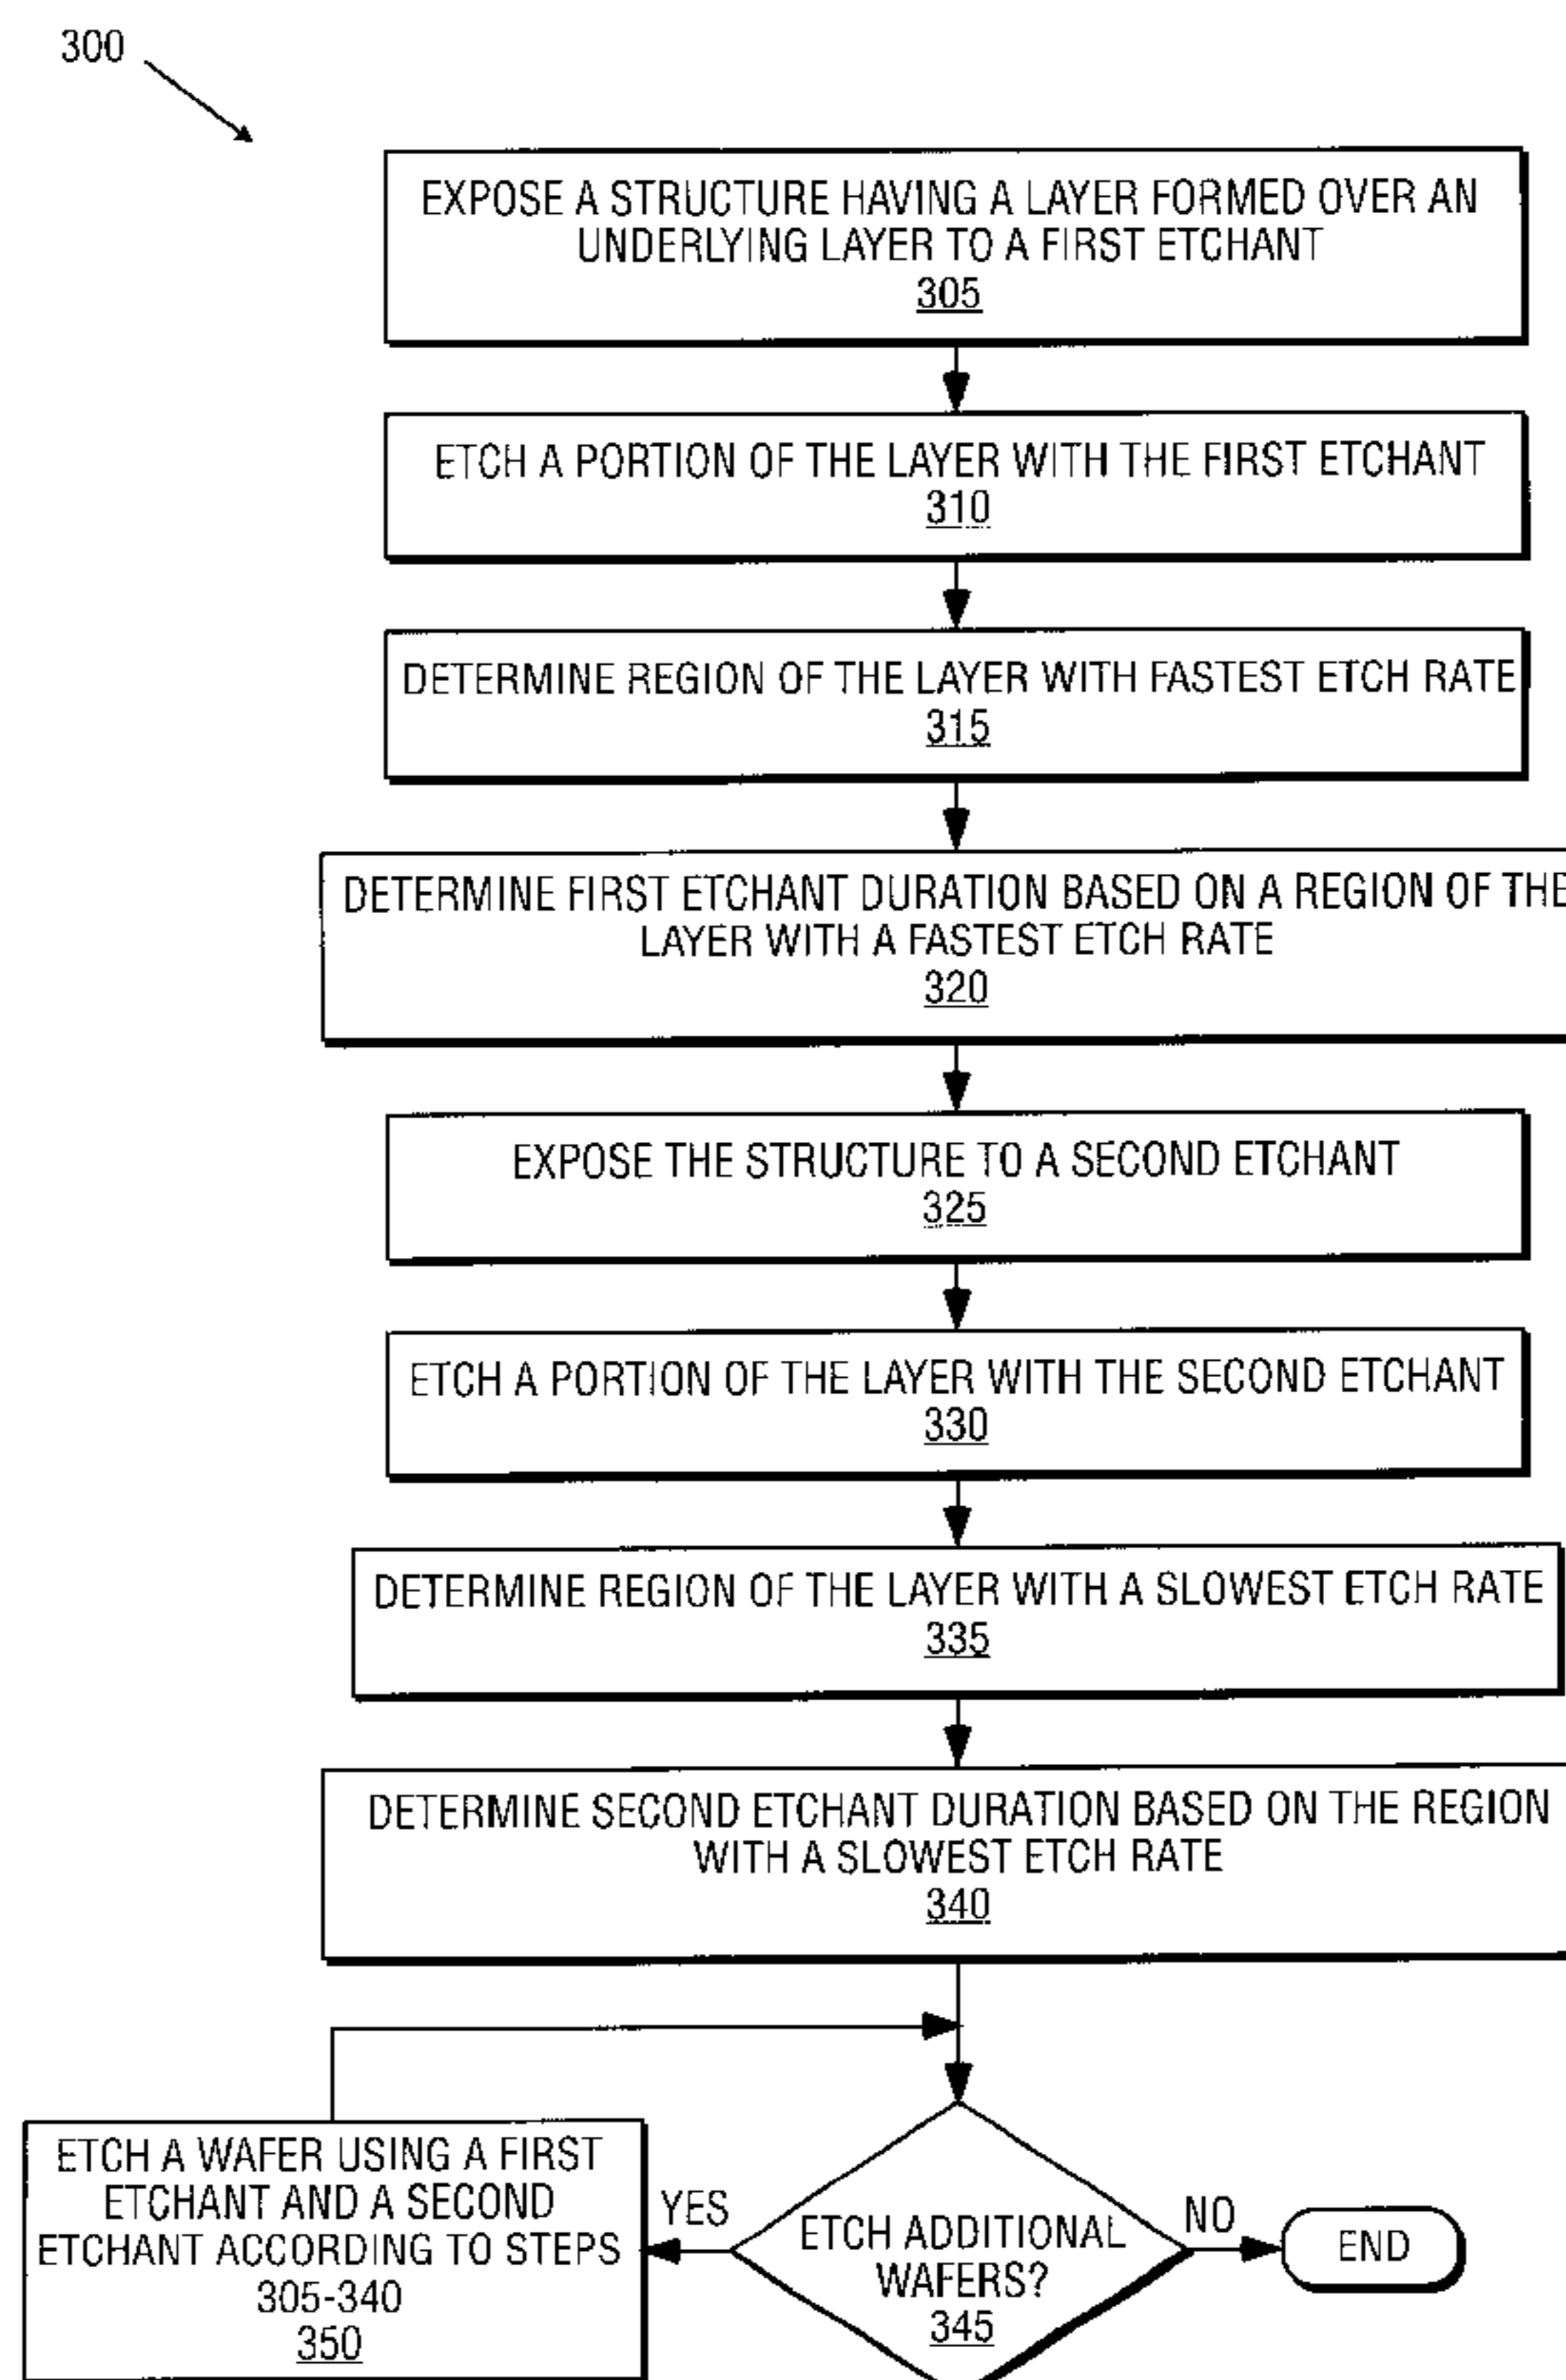 300
EXPOSE A STRUCTURE HAVING A LAYER FORMED OVER AN
UNDERLYING LAYER TO A FIRST ETCHANT
305
ETCH A PORTION OF THE LAYER WITH THE FIRST ETCHANT
310
DETERMINE REGION OF THE LAYER WITH FASTEST ETCH RATE
315
DETERMINE FIRST ETCHANT DURATION BASED ON A REGION OF THE
LAYER WITH A FASTEST ETCH RATE
320
EXPOSE THE STRUCTURE TO A SECOND ETCHANT
325
ETCH A PORTION OF THE LAYER WITH THE SECOND ETCHANT
330
DETERMINE REGION OF THE LAYER WITH A SLOWEST ETCH RATE
335
DETERMINE SECOND ETCHANT DURATION BASED ON THE REGION
WITH A SLOWEST ETCH RATE
340
ETCH A WAFER USING A FIRST
ETCHANT AND A SECOND
ETCHANT ACCORDING TO STEPS
305-340
350
YES
ETCH ADDITIONAL
WAFERS?
345
NO
END